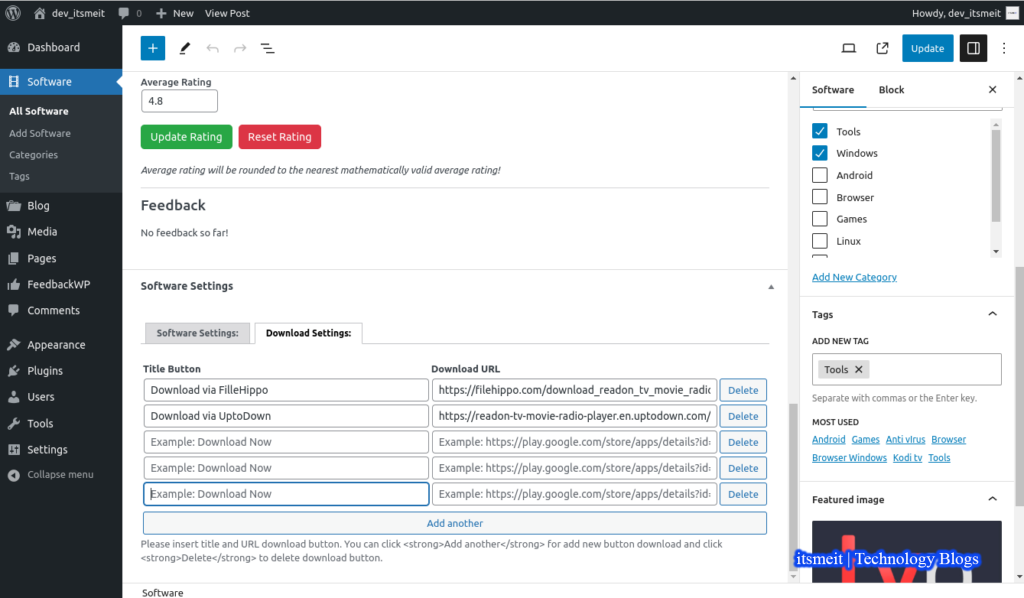 dev_itsmeit
0
New
View Post
Howdy, dev_itsmeit
Dashboard
Software
All Software
Add Software
Categories
Tags
Blog
Media
Pages
FeedbackWP
Comments
Appearance
Plugins
Users
Tools
Settings
Collapse menu
Update
Average Rating
4.8
Update Rating
Reset Rating
Average rating will be rounded to the nearest mathematically valid average rating!
Feedback
No feedback so far!
Software Settings
Software Settings:
Download Settings:
Title Button
Download URL
Download via FilleHippo
https://filehippo.com/download_readon_tv_movie_radio
Delete
Download via UptoDown
https://readon-tv-movie-radio-player.en.uptodown.com/
Delete
Example: Download Now
Example: https://play.google.com/store/apps/details?id=
Delete
Example: Download Now
Example: https://play.google.com/store/apps/details?id=
Delete
Example: Download Now
Example: https://play.google.com/store/apps/details?id=
Delete
Add another
Please insert title and URL download button. You can click <strong>Add another</strong> for add new button download and click
<strong>Delete</strong> to delete download button.
Software
Software
Block
Tools
Windows
Android
Browser
Games
Linux
Add New Category
Tags
ADD NEW TAG
Tools
Separate with commas or the Enter key.
MOST USED
Android Games Anti vIrus Browser
Browser Windows Kodi tv Tools
Featured image
itsmeit | Technology Blogs